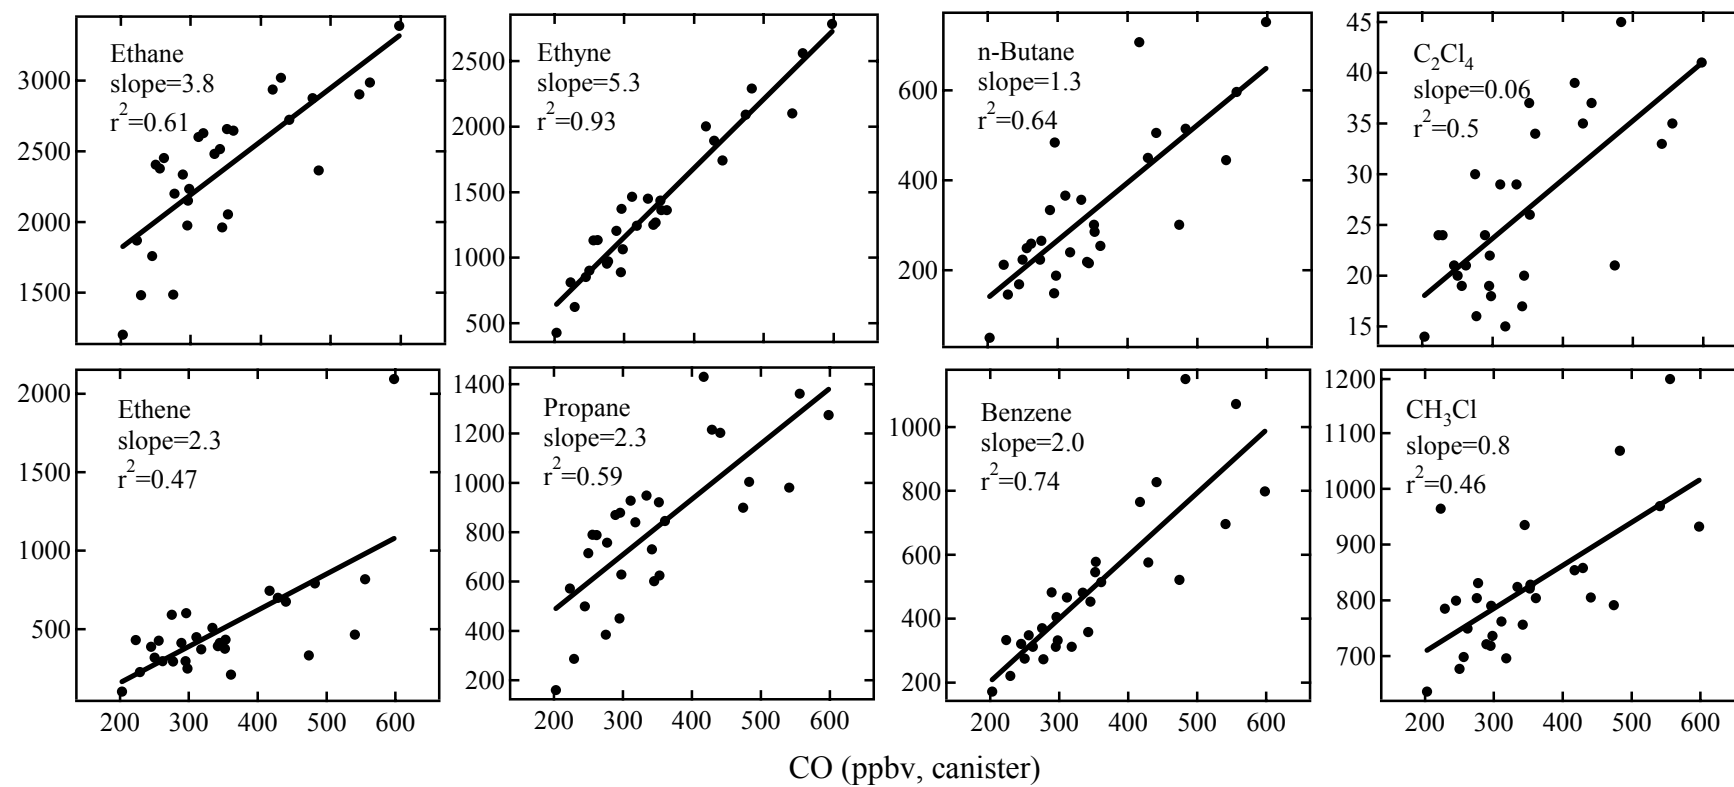 Ethane
slope=3.8
r²=0.61
3000
2500
2000
1500
Ethyne
slope=5.3
r²=0.93
2500
2000
1500
1000
500
n-Butane
slope=1.3
r²=0.64
600
400
200
C₂Cl₄
slope=0.06
r²=0.5
45
40
35
30
25
20
15
Ethene
slope=2.3
r²=0.47
2000
1500
1000
500
200 300 400 500 600
Propane
slope=2.3
r²=0.59
1400
1200
1000
800
600
400
200
200 300 400 500 600
Benzene
slope=2.0
r²=0.74
1000
800
600
400
200
200 300 400 500 600
CH₃Cl
slope=0.8
r²=0.46
1200
1100
1000
900
800
700
200 300 400 500 600
CO (ppbv, canister)